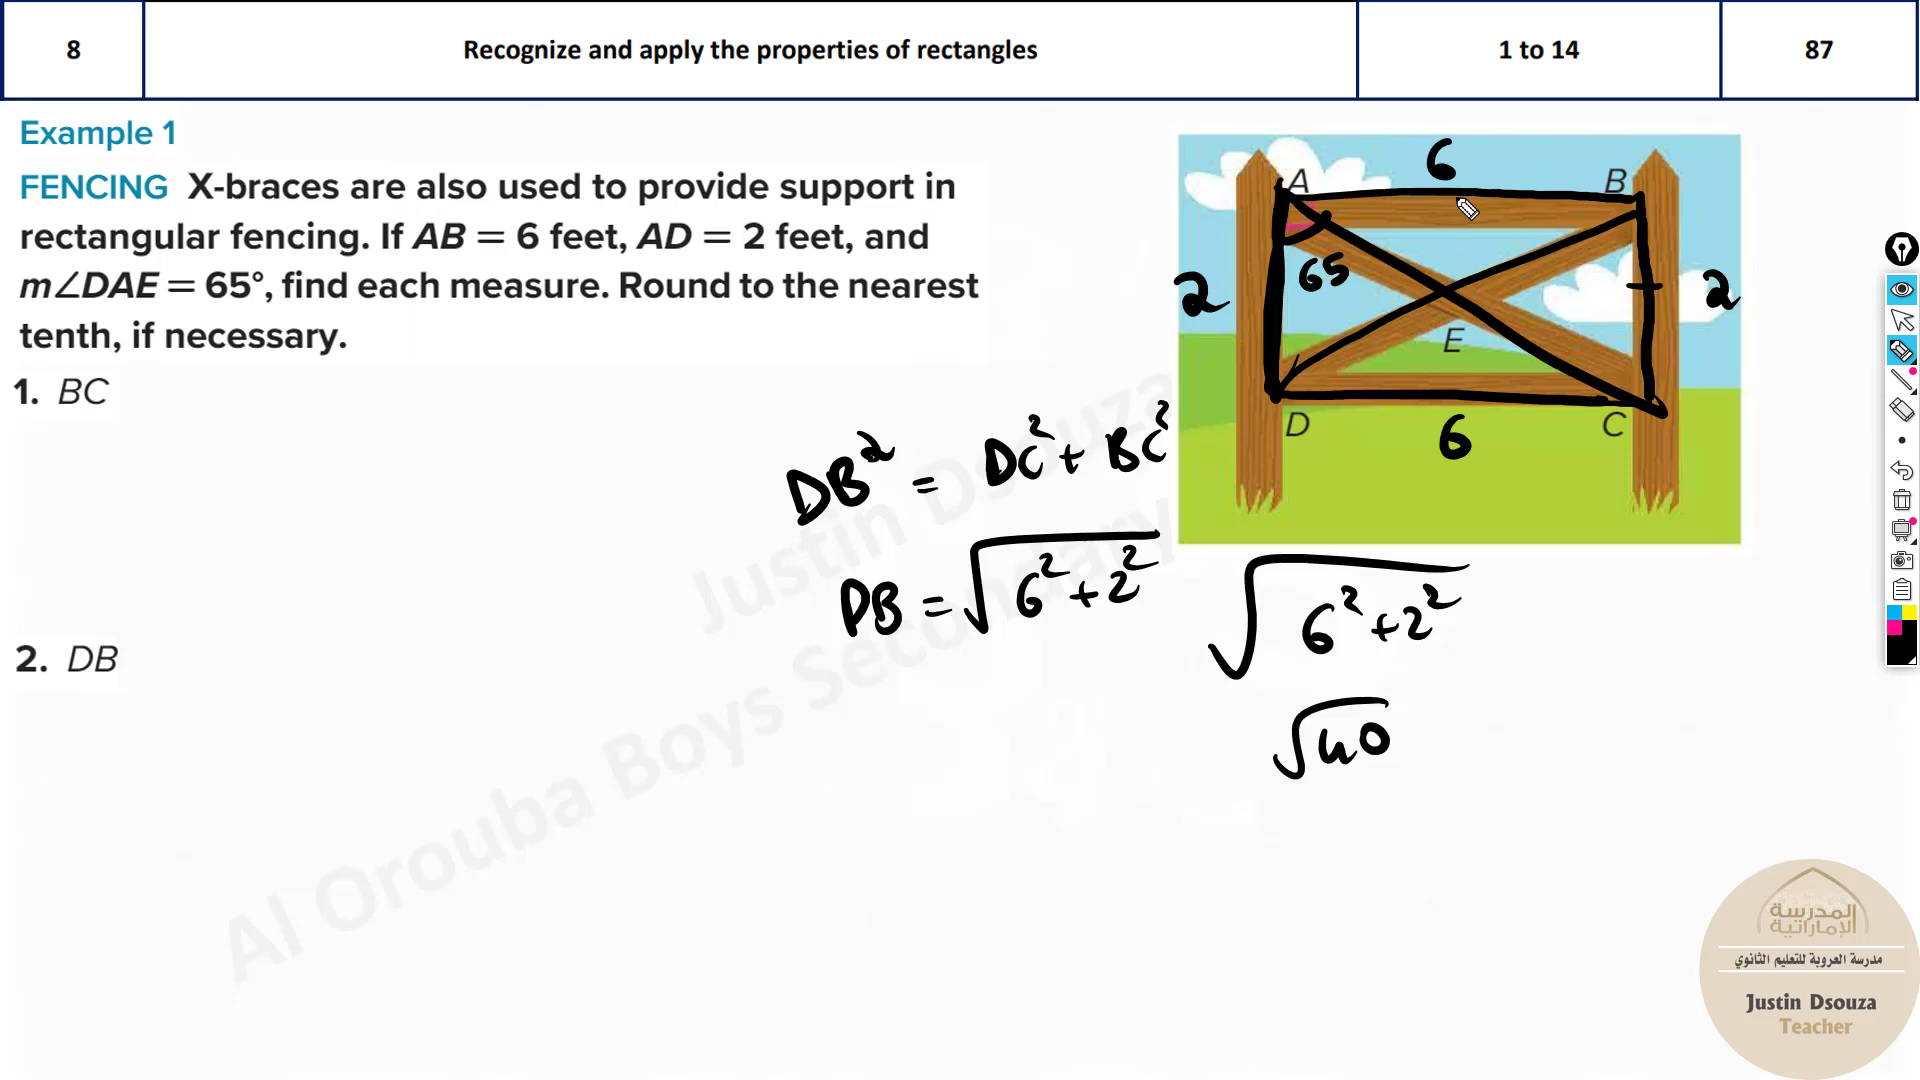 8 Recognize and apply the properties of rectangles 1 to 14 87
Example 1
FENCING X-braces are also used to provide support in
rectangular fencing. If AB = 6 feet, AD = 2 feet, and
m∠DAE = 65°, find each measure. Round to the nearest
tenth, if necessary.
1. BC
2. DB
6
A B
65
2 2
E
D C
6
DB² = DC² + BC²
DB = √6² + 2²
√6² + 2²
√40
Justin Dsouza
Al Orouba Boys Secondary
المدرسة
الإماراتية
مدرسة العروبة للتعليم الثانوي
Justin Dsouza
Teacher